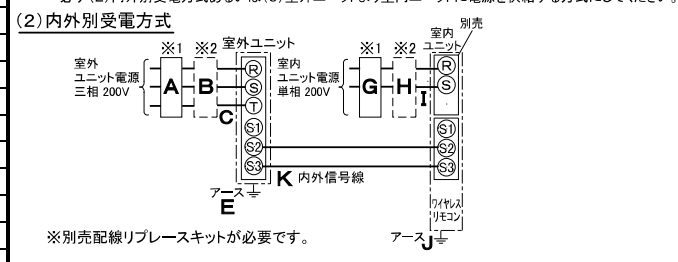 (2)内外別受電方式
※1 ※2 室外ユニット
※1 ※2 室内ユニット
別売
室外
ユニット電源
三相 200V
A B C
R
S
T
S1
S2
S3
室内
ユニット電源
単相 200V
G H I
R
S
S1
S2
S3
K 内外信号線
アース
E
ワイヤレス
リモコン
アース J
※別売配線リプレースキットが必要です。